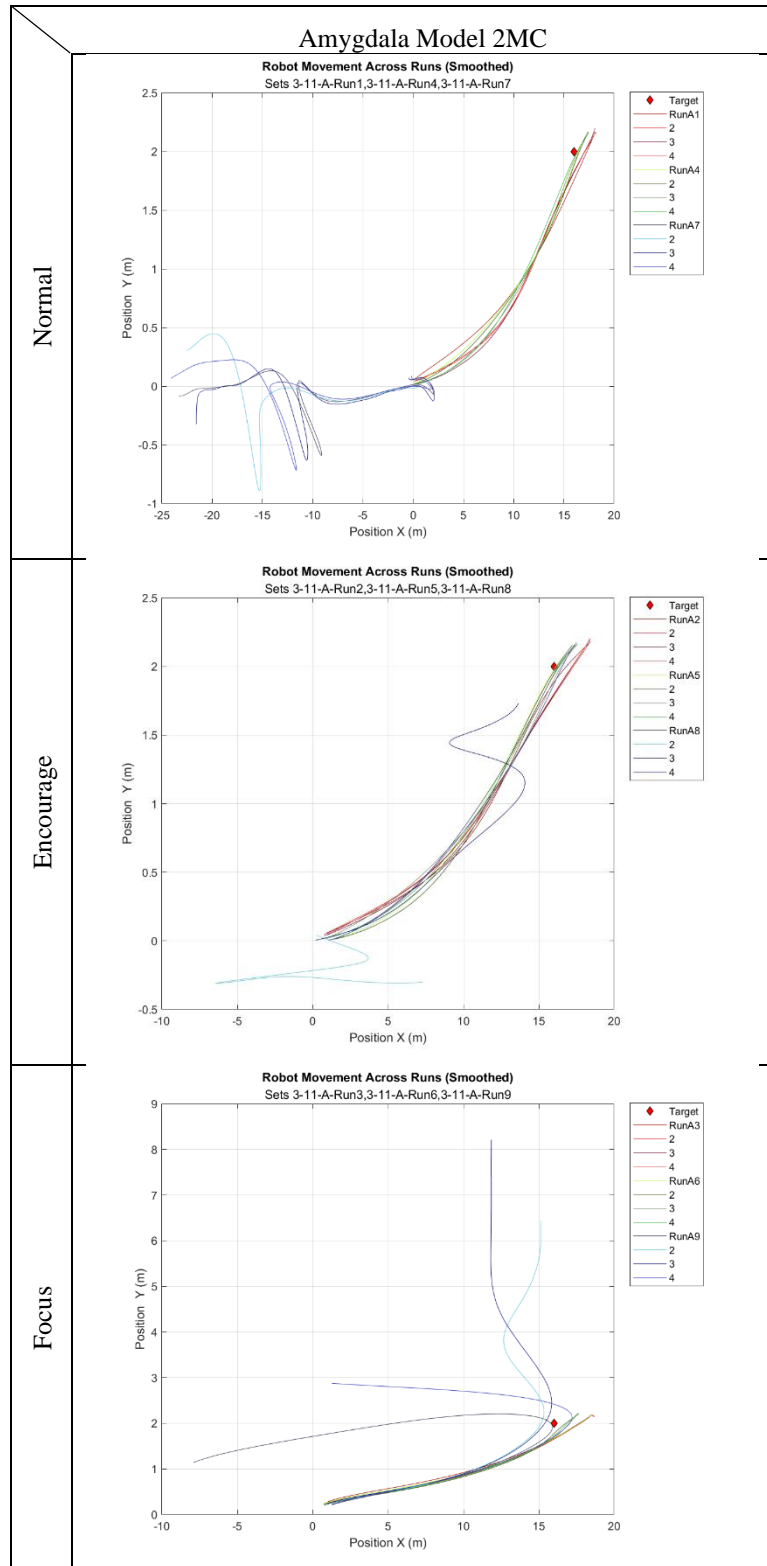 Amygdala Model 2MC
Normal
Robot Movement Across Runs (Smoothed)
Sets 3-11-A-Run1,3-11-A-Run4,3-11-A-Run7
2.5
2
1.5
1
0.5
0
-0.5
-1
Position Y (m)
-25 -20 -15 -10 -5 0 5 10 15 20
Position X (m)
Target
RunA1
2
3
4
RunA4
2
3
4
RunA7
2
3
4
Encourage
Robot Movement Across Runs (Smoothed)
Sets 3-11-A-Run2,3-11-A-Run5,3-11-A-Run8
2.5
2
1.5
1
0.5
0
-0.5
Position Y (m)
-10 -5 0 5 10 15 20
Position X (m)
Target
RunA2
2
3
4
RunA5
2
3
4
RunA8
2
3
4
Focus
Robot Movement Across Runs (Smoothed)
Sets 3-11-A-Run3,3-11-A-Run6,3-11-A-Run9
9
8
7
6
5
4
3
2
1
0
Position Y (m)
-10 -5 0 5 10 15 20
Position X (m)
Target
RunA3
2
3
4
RunA6
2
3
4
RunA9
2
3
4